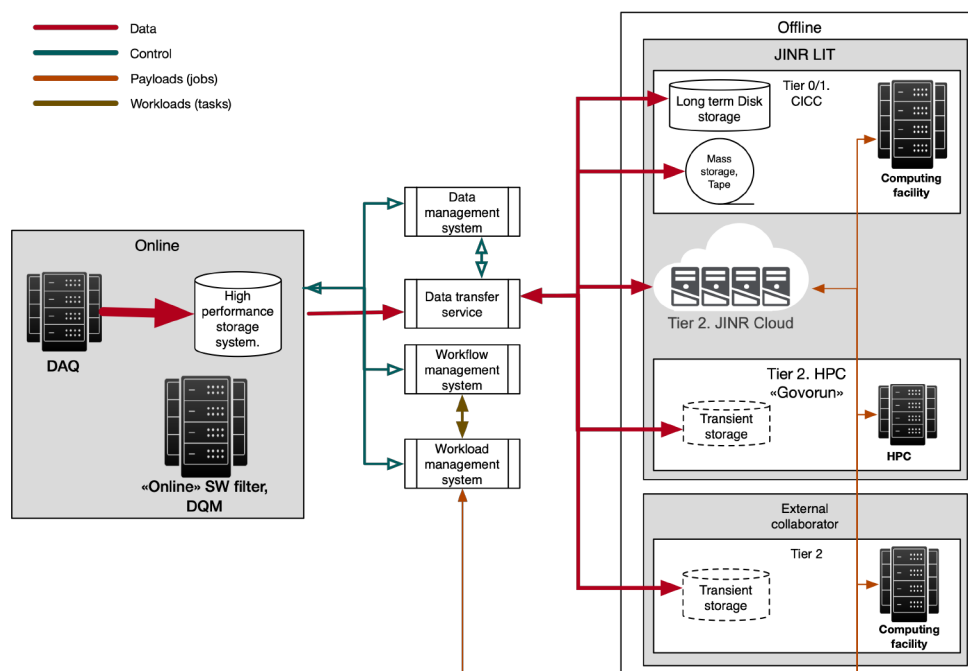 Data
Control
Payloads (jobs)
Workloads (tasks)
Online
DAQ
High
performance
storage
system.
«Online» SW filter,
DQM
Data
management
system
Data transfer
service
Workflow
management
system
Workload
management
system
Offline
JINR LIT
Tier 0/1.
CICC
Long term Disk
storage
Mass
storage,
Tape
Computing
facility
Tier 2. JINR Cloud
Tier 2. HPC
«Govorun»
Transient
storage
HPC
External
collaborator
Tier 2
Transient
storage
Computing
facility